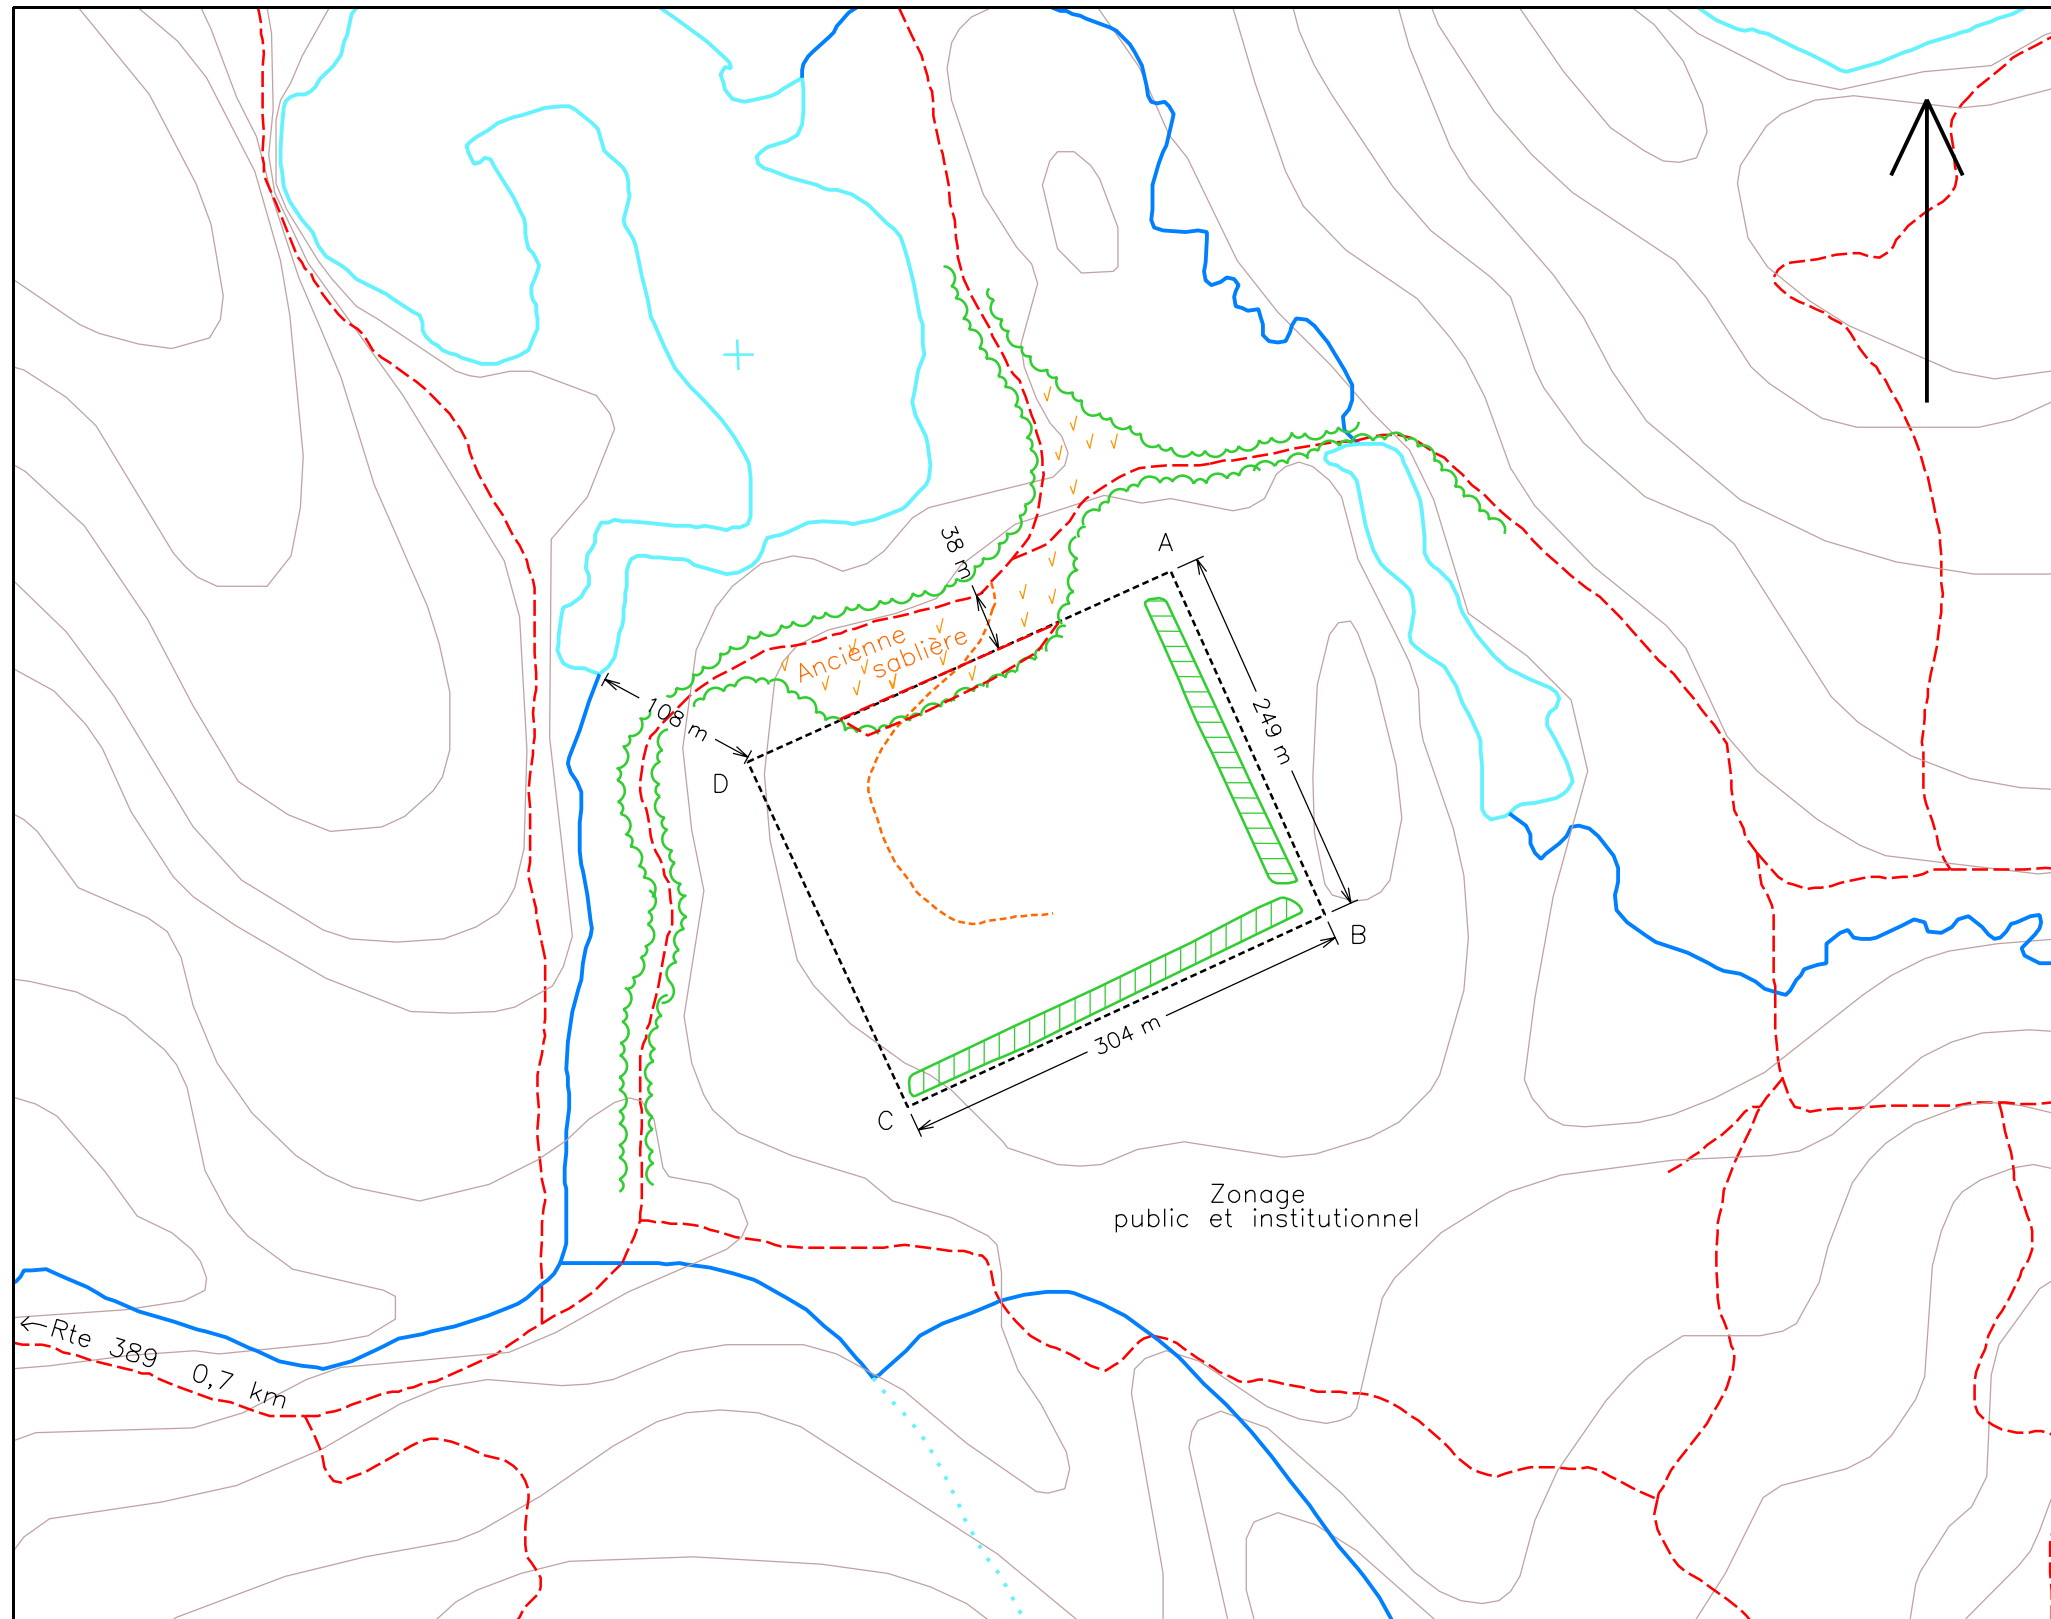 38 m
A
Ancienne
sablière
108 m
249 m
D
B
304 m
C
Zonage
public et institutionnel
←Rte 389 0,7 km